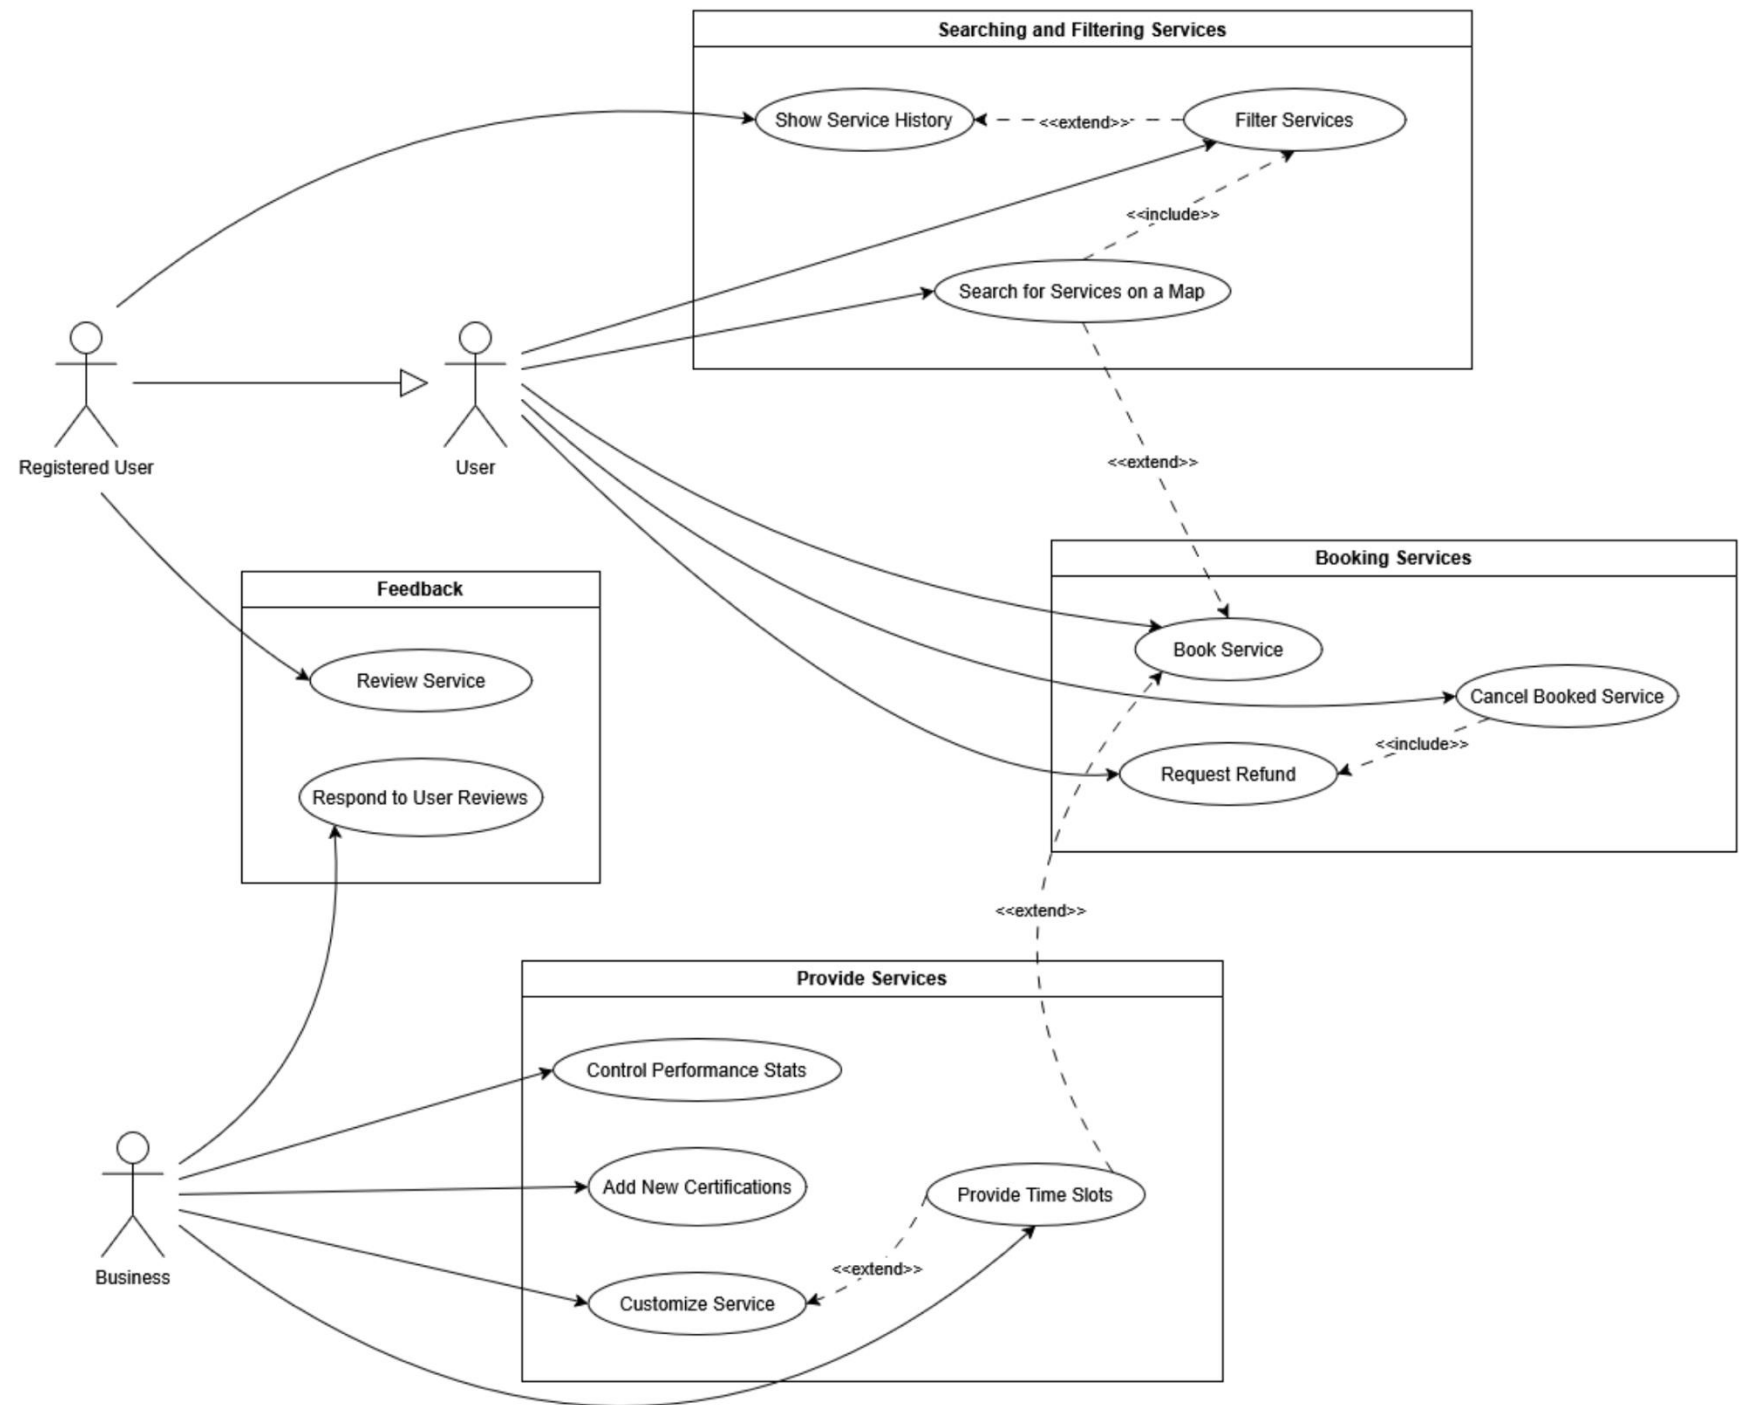 Searching and Filtering Services
Show Service History
<<extend>>
Filter Services
<<include>>
Search for Services on a Map
Registered User
User
<<extend>>
Booking Services
Book Service
Cancel Booked Service
<<include>>
Request Refund
Feedback
Review Service
Respond to User Reviews
<<extend>>
Provide Services
Control Performance Stats
Add New Certifications
Provide Time Slots
<<extend>>
Customize Service
Business